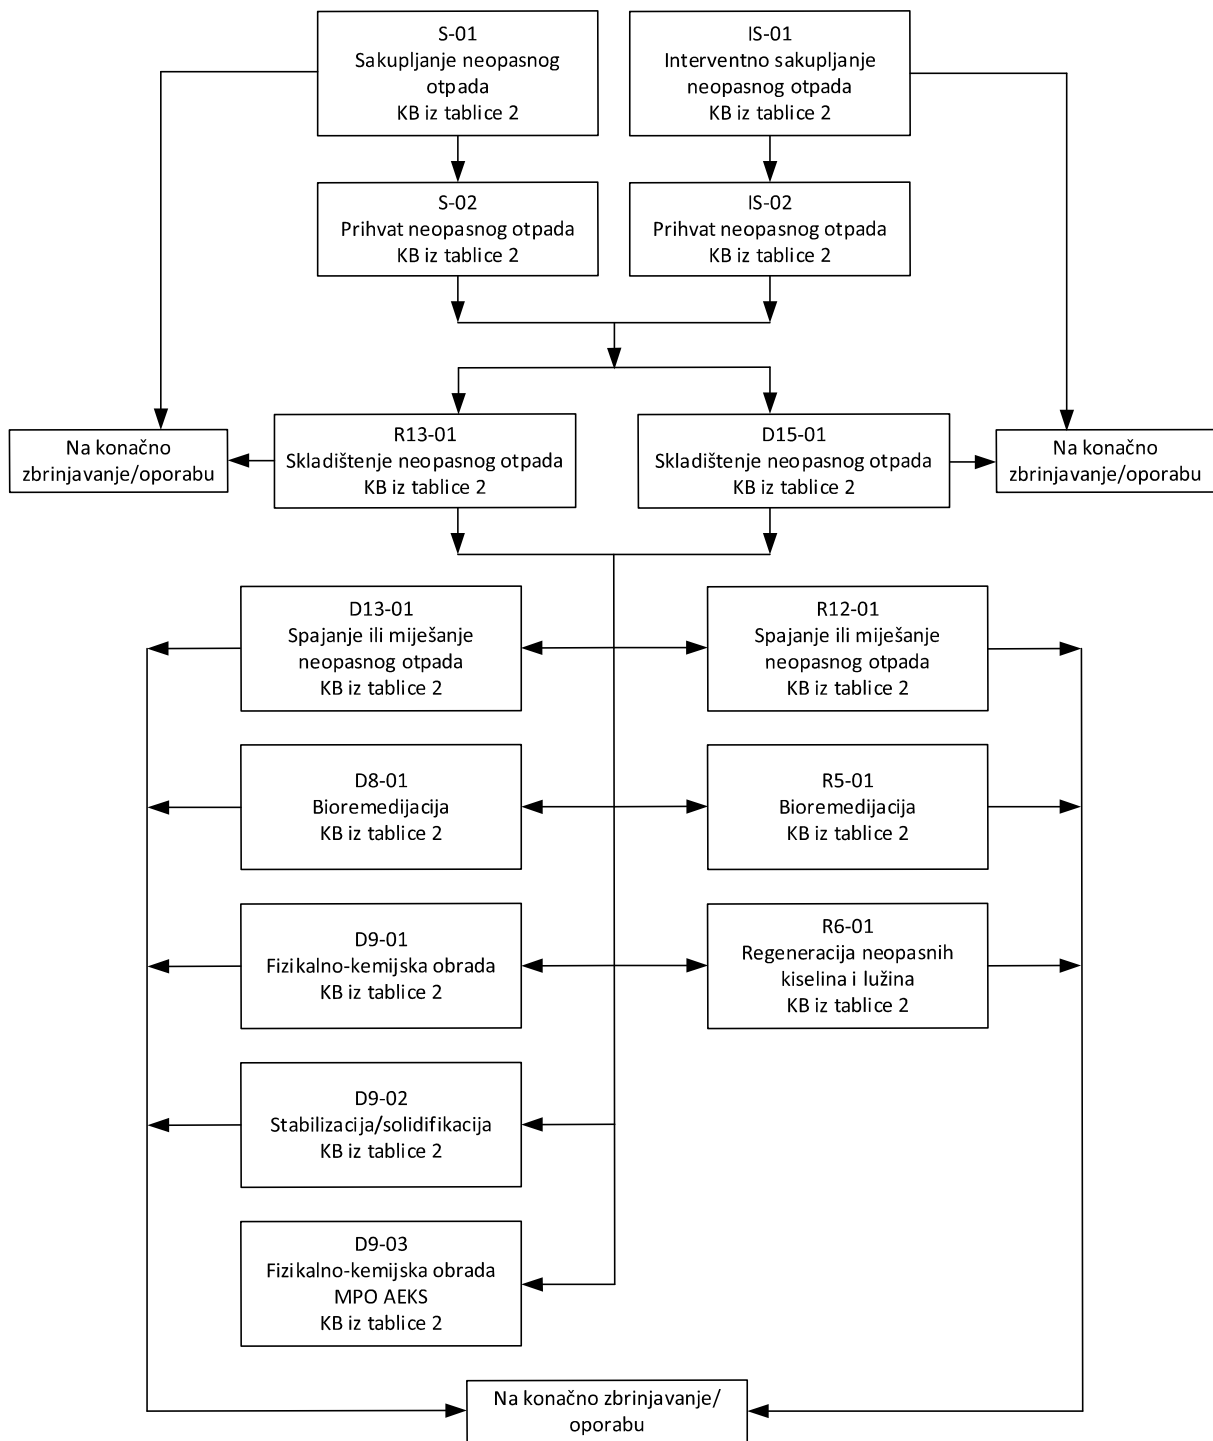 S-01
Sakupljanje neopasnog
otpada
KB iz tablice 2
IS-01
Interventno sakupljanje
neopasnog otpada
KB iz tablice 2
S-02
Prihvat neopasnog otpada
KB iz tablice 2
IS-02
Prihvat neopasnog otpada
KB iz tablice 2
Na konačno
zbrinjavanje/oporabu
R13-01
Skladištenje neopasnog otpada
KB iz tablice 2
D15-01
Skladištenje neopasnog otpada
KB iz tablice 2
Na konačno
zbrinjavanje/oporabu
D13-01
Spajanje ili miješanje
neopasnog otpada
KB iz tablice 2
R12-01
Spajanje ili miješanje
neopasnog otpada
KB iz tablice 2
D8-01
Bioremedijacija
KB iz tablice 2
R5-01
Bioremedijacija
KB iz tablice 2
D9-01
Fizikalno-kemijska obrada
KB iz tablice 2
R6-01
Regeneracija neopasnih
kiselina i lužina
KB iz tablice 2
D9-02
Stabilizacija/solidifikacija
KB iz tablice 2
D9-03
Fizikalno-kemijska obrada
MPO AEKS
KB iz tablice 2
Na konačno zbrinjavanje/
oporabu